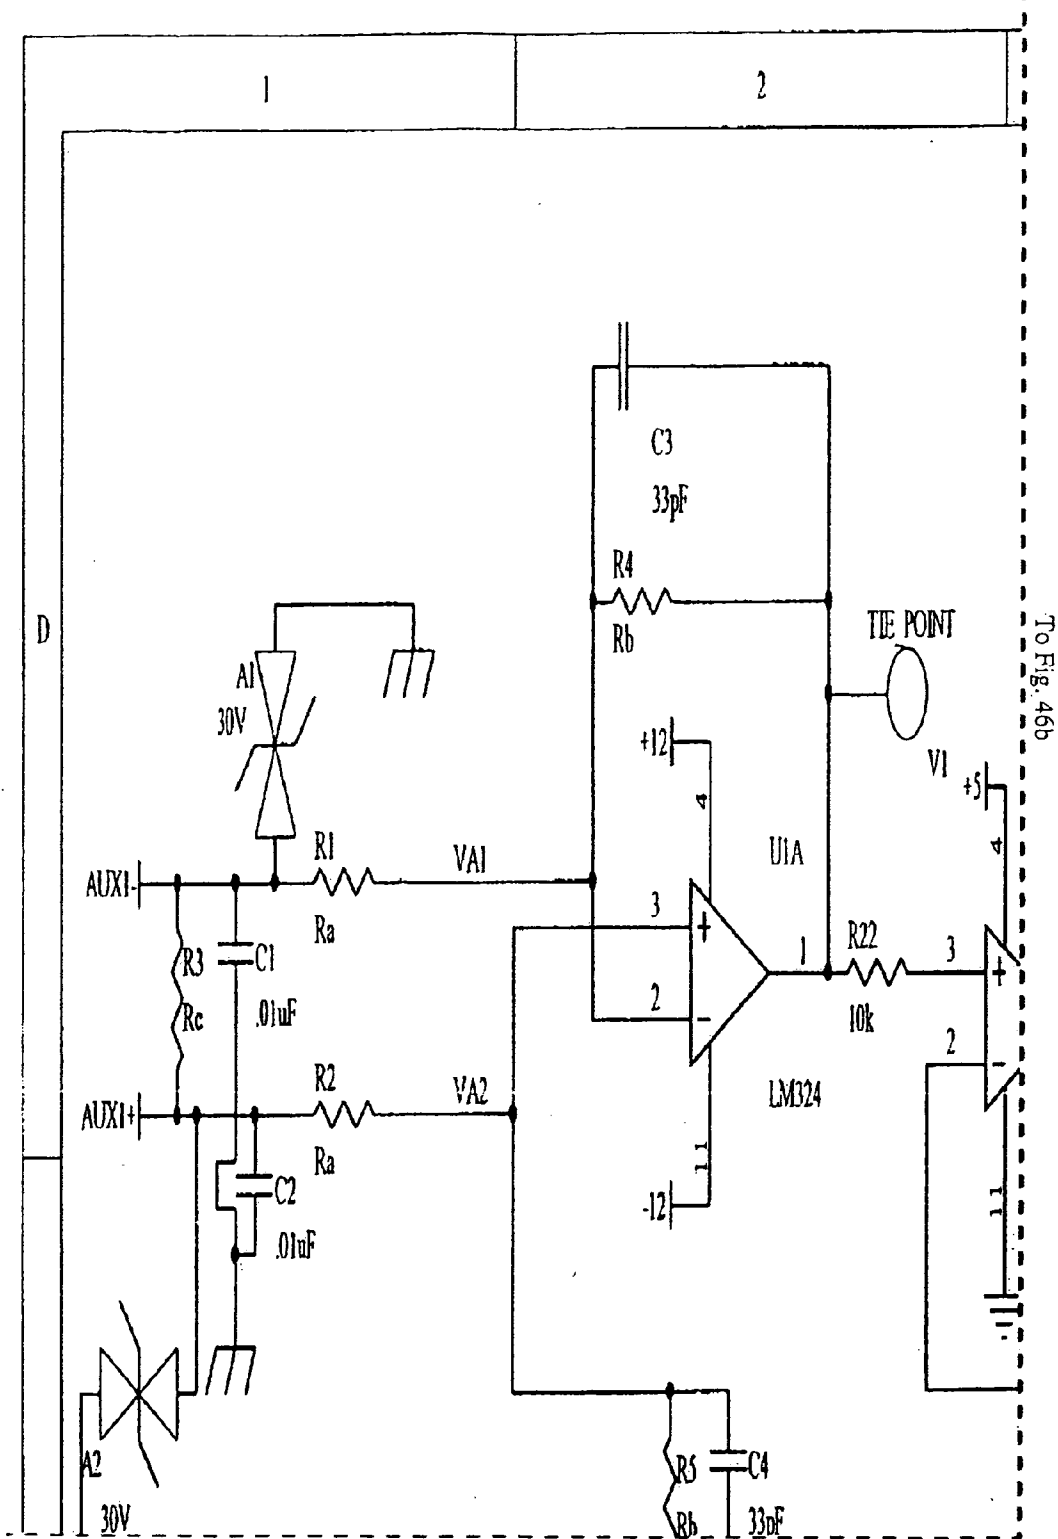 1
2
D
C3
33pF
R4
Rb
TIE POINT
To Fig. 46b
A1
30V
+12
4
V1
+5
4
U1A
R1
VA1
AUX1-
Ra
3
+
1
R22
3
+
R3
C1
Rc
.01uF
2
-
10k
2
-
R2
VA2
LM324
AUX1+
Ra
11
C2
-12
11
.01uF
A2
30V
R5
Rb
C4
33pF